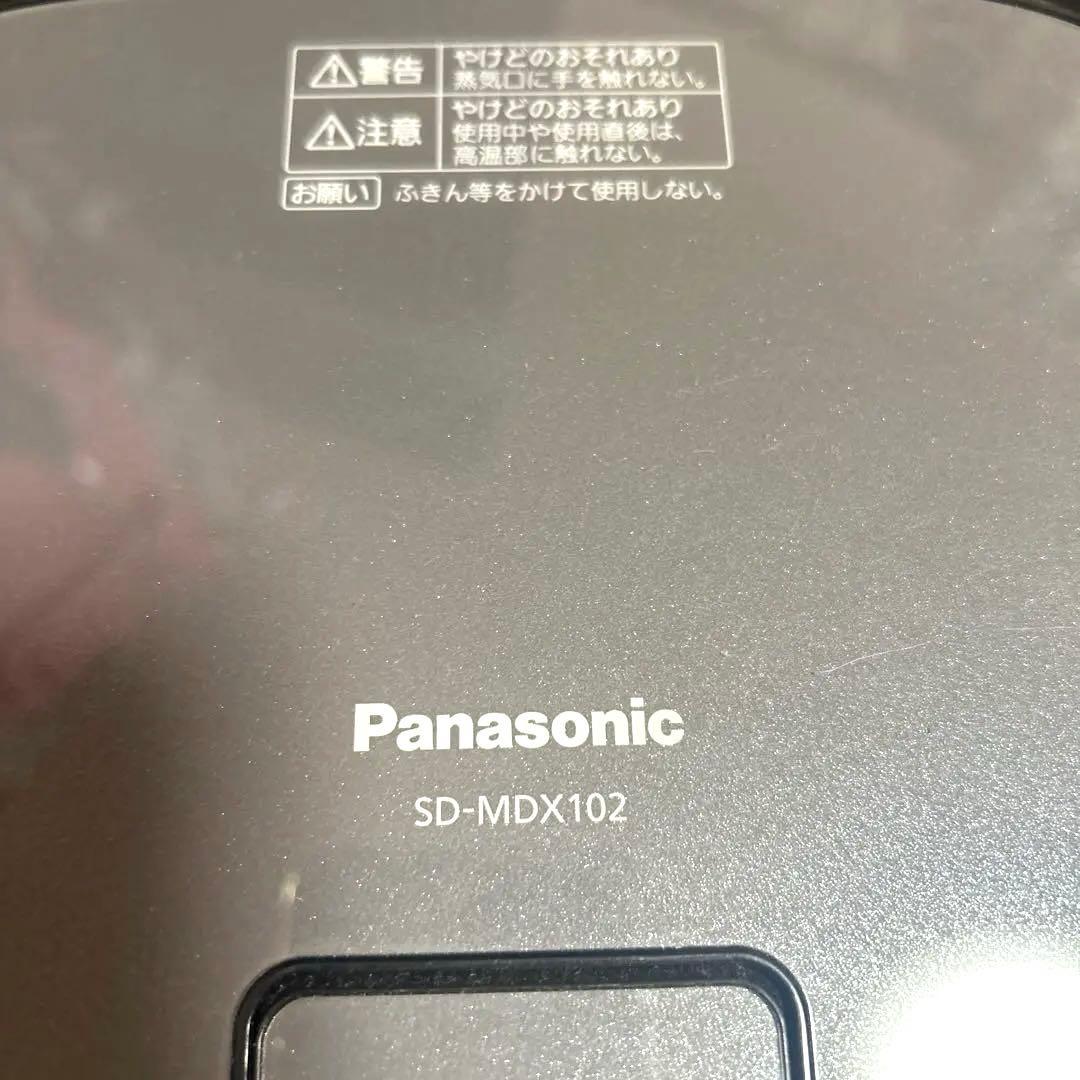 警告
やけどのおそれあり
蒸気口に手を触れない。
注意
やけどのおそれあり
使用中や使用直後は、
高温部に触れない。
お願い ふきん等をかけて使用しない。
Panasonic
SD-MDX102